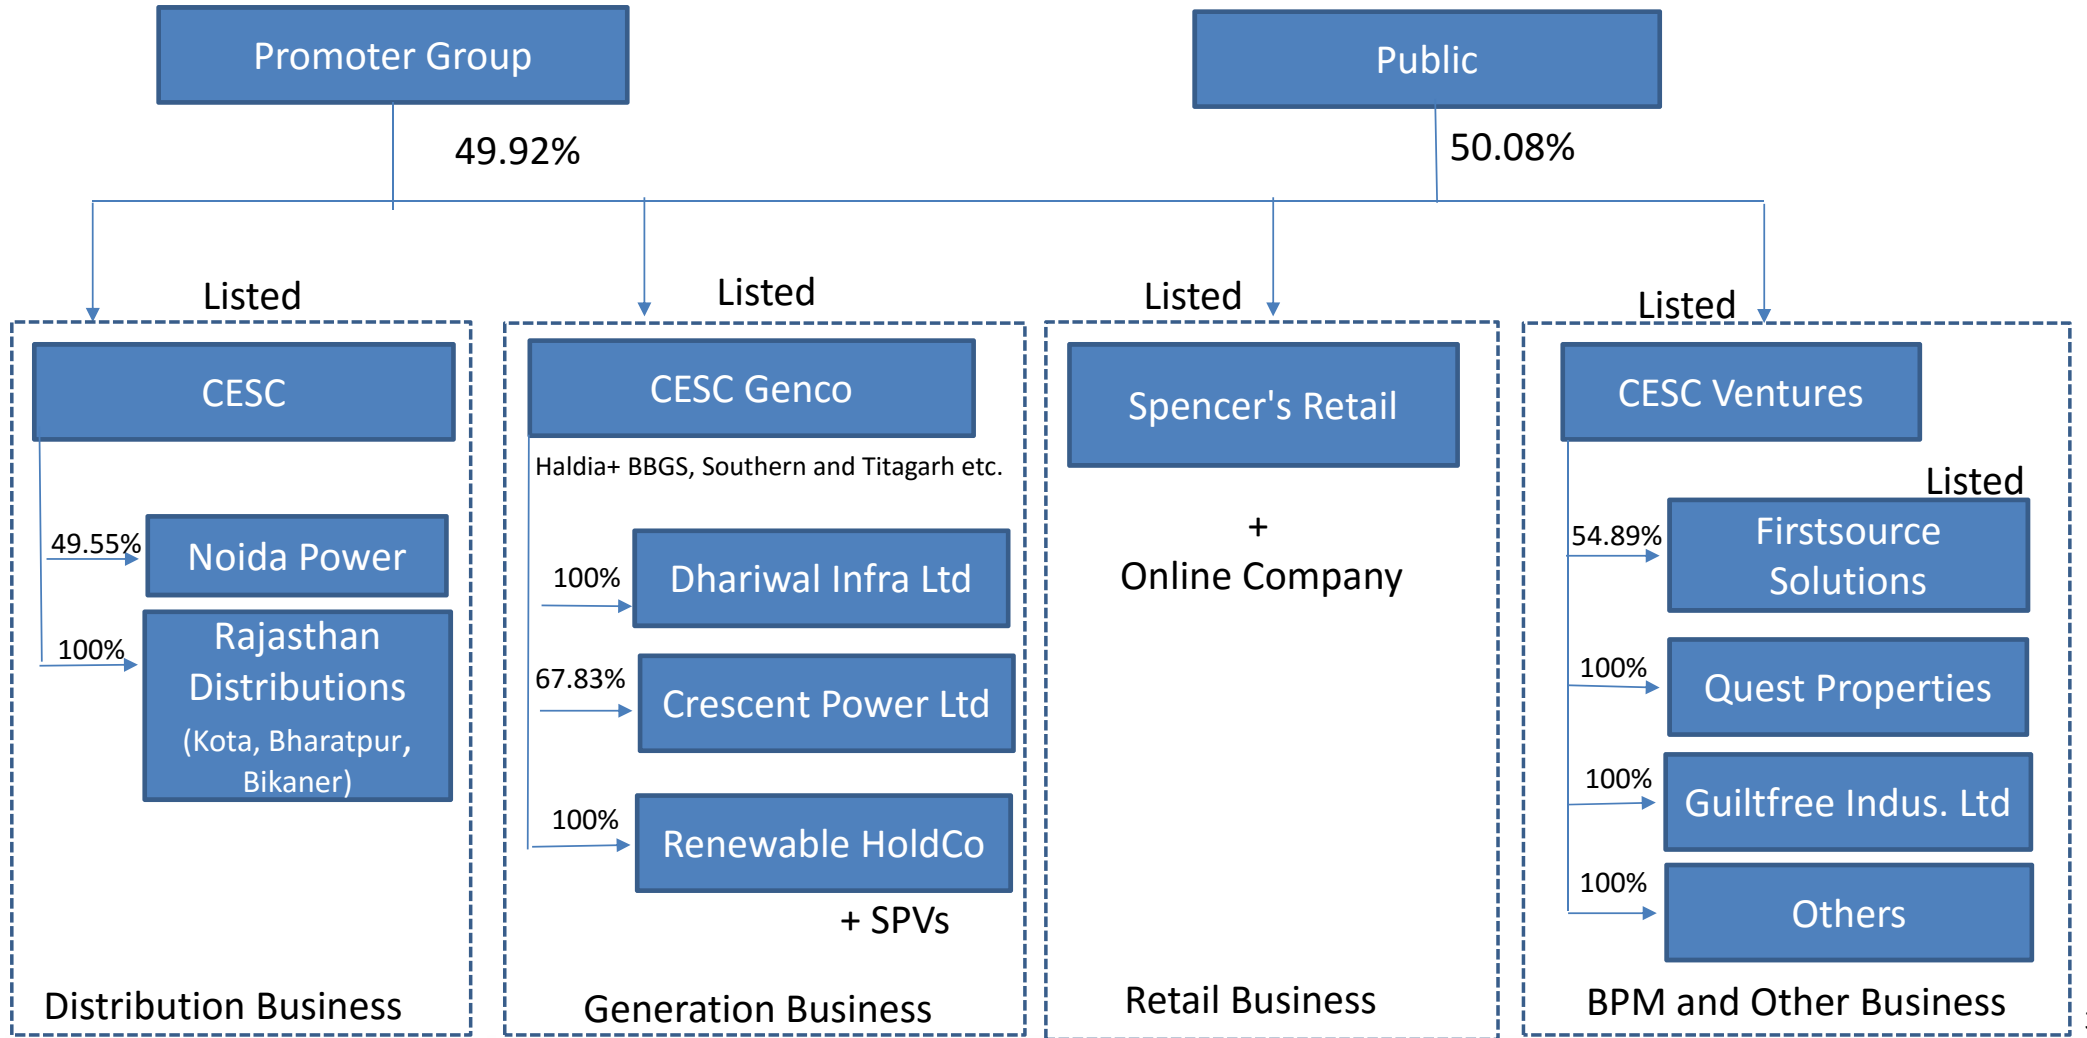 Promoter Group
Public
49.92%
50.08%
Listed
Listed
Listed
Listed
CESC
49.55%
Noida Power
100%
Rajasthan
Distributions
(Kota, Bharatpur,
Bikaner)
Distribution Business
CESC Genco
Haldia+ BBGS, Southern and Titagarh etc.
100%
Dhariwal Infra Ltd
67.83%
Crescent Power Ltd
100%
Renewable HoldCo
+ SPVs
Generation Business
Spencer's Retail
+
Online Company
Retail Business
CESC Ventures
Listed
54.89%
Firstsource
Solutions
100%
Quest Properties
100%
Guiltfree Indus. Ltd
100%
Others
BPM and Other Business